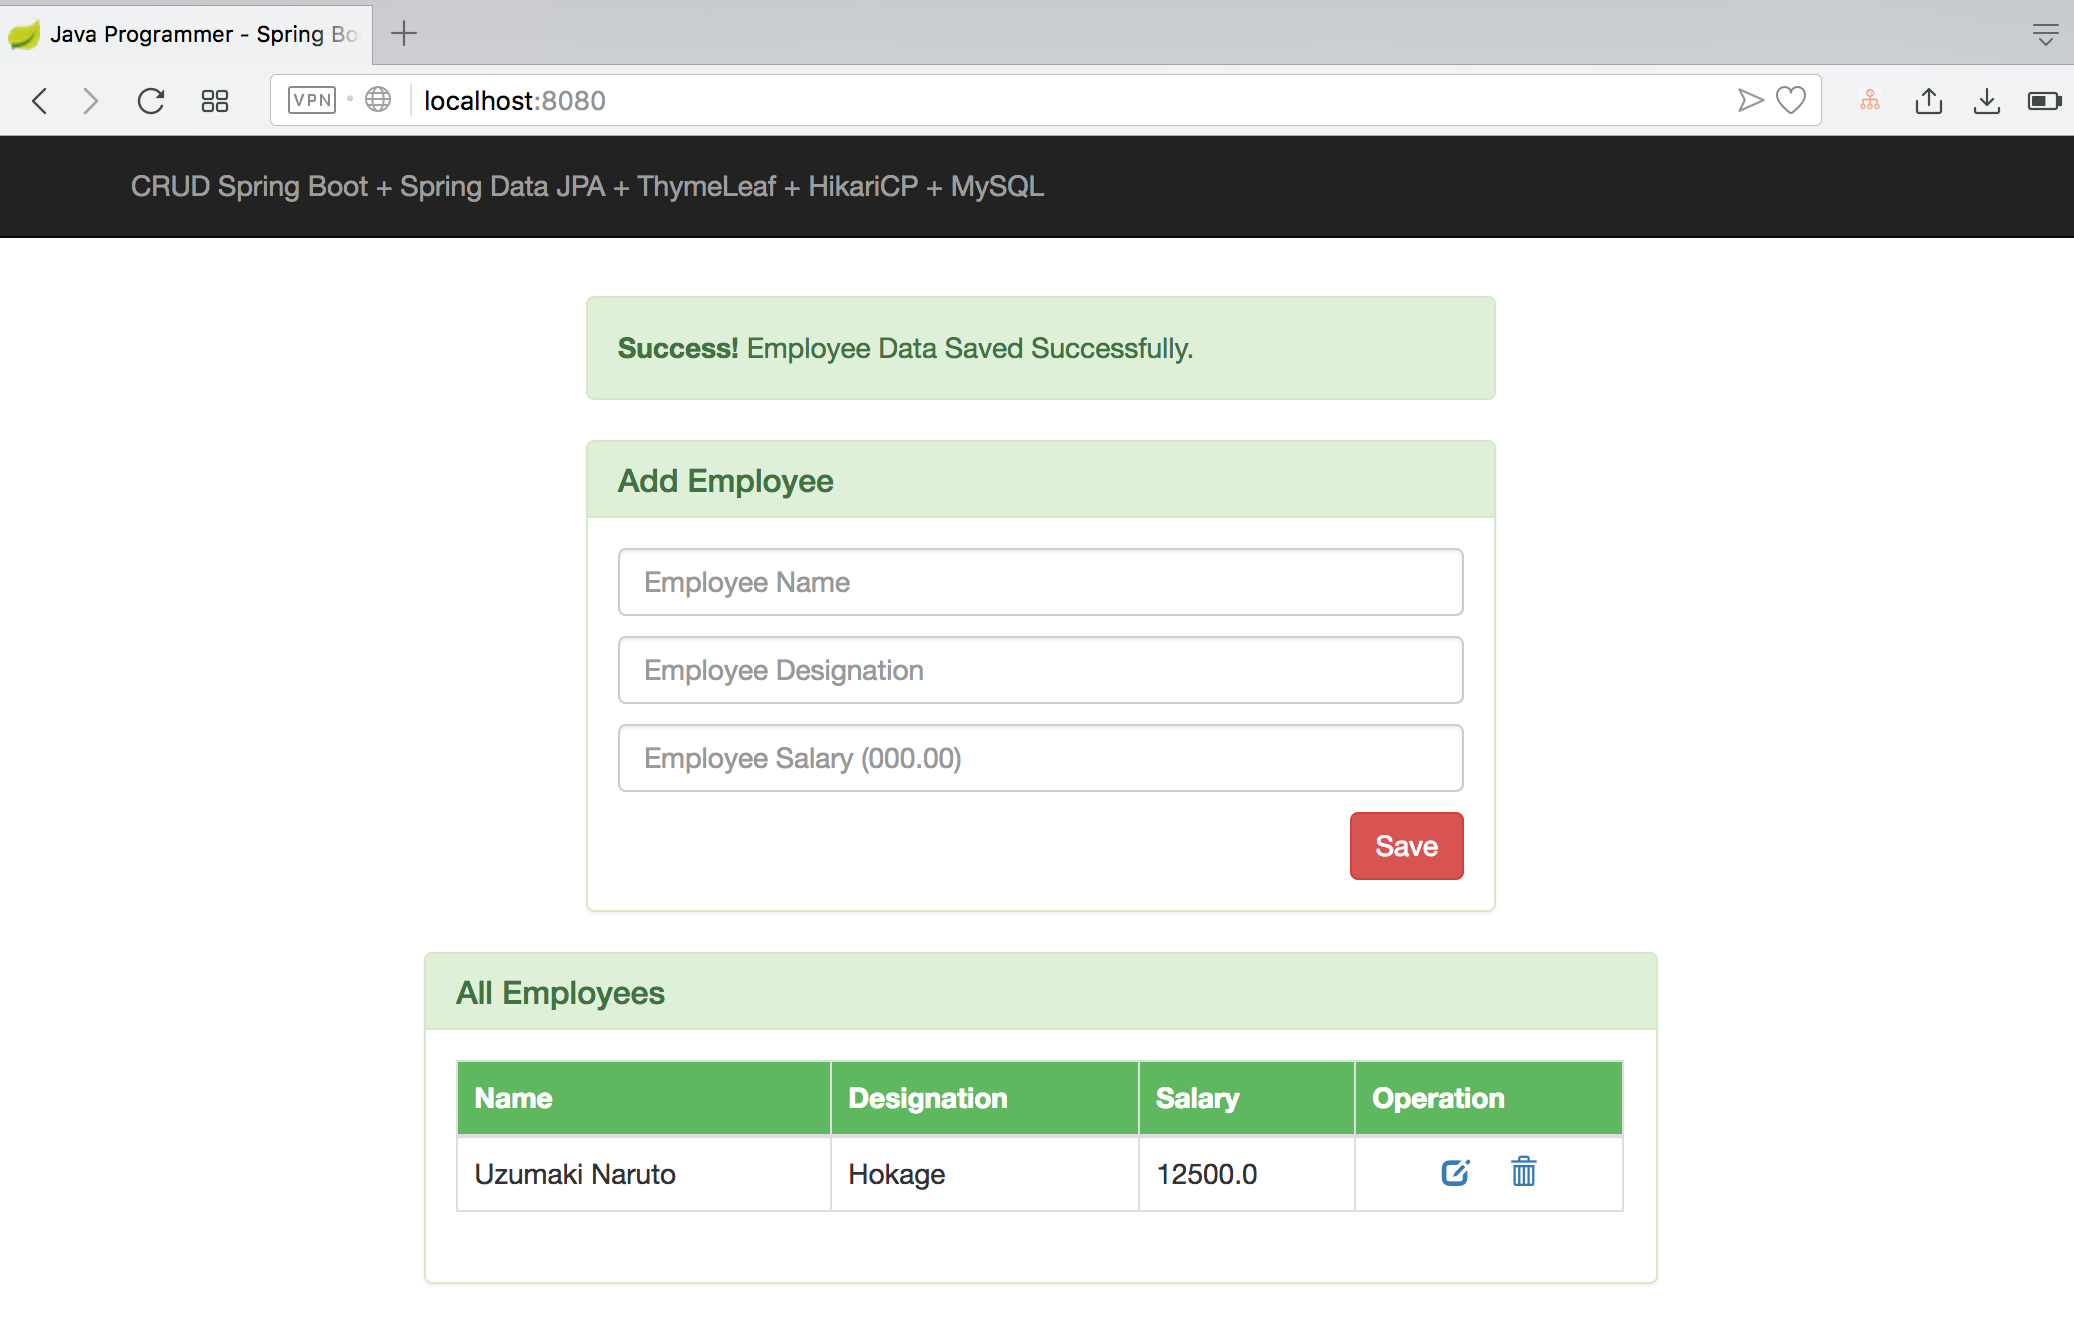 Java Programmer - Spring Bo
VPN
localhost:8080
CRUD Spring Boot + Spring Data JPA + ThymeLeaf + HikariCP + MySQL
Success! Employee Data Saved Successfully.
Add Employee
Employee Name
Employee Designation
Employee Salary (000.00)
Save
All Employees
Name Designation Salary Operation
Uzumaki Naruto Hokage 12500.0